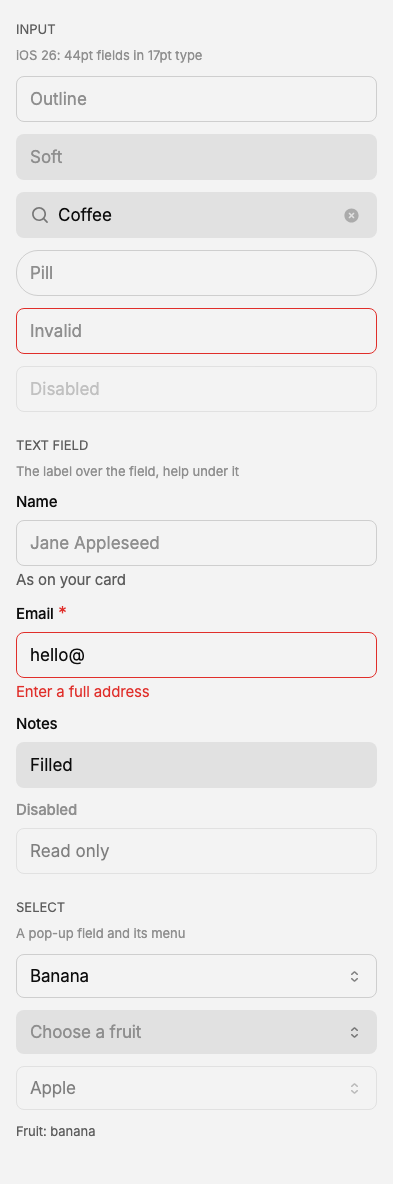 INPUT
iOS 26: 44pt fields in 17pt type
Outline
Soft
Coffee
Pill
Invalid
Disabled
TEXT FIELD
The label over the field, help under it
Name
Jane Appleseed
As on your card
Email *
hello@
Enter a full address
Notes
Filled
Disabled
Read only
SELECT
A pop-up field and its menu
Banana
Choose a fruit
Apple
Fruit: banana